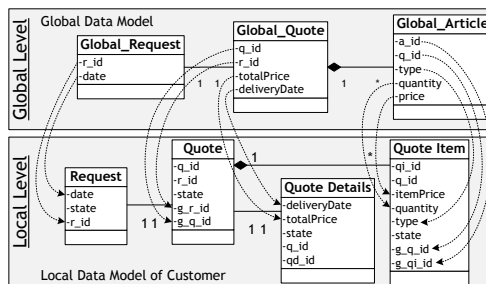 Global Data Model
Global Level
Global_Request
-r_id
-date
Global_Quote
-q_id
-r_id
-totalPrice
-deliveryDate
Global_Article
-a_id
-q_id
-type
-quantity
-price
1
1
1
*
Local Level
Request
-date
-state
-r_id
Quote
-q_id
-r_id
-state
-g_r_id
-g_q_id
Quote Details
-deliveryDate
-totalPrice
-state
-q_id
-qd_id
Quote Item
-qi_id
-q_id
-itemPrice
-quantity
-type
-state
-g_q_id
-g_qi_id
1
*
1 1
1 1
Local Data Model of Customer